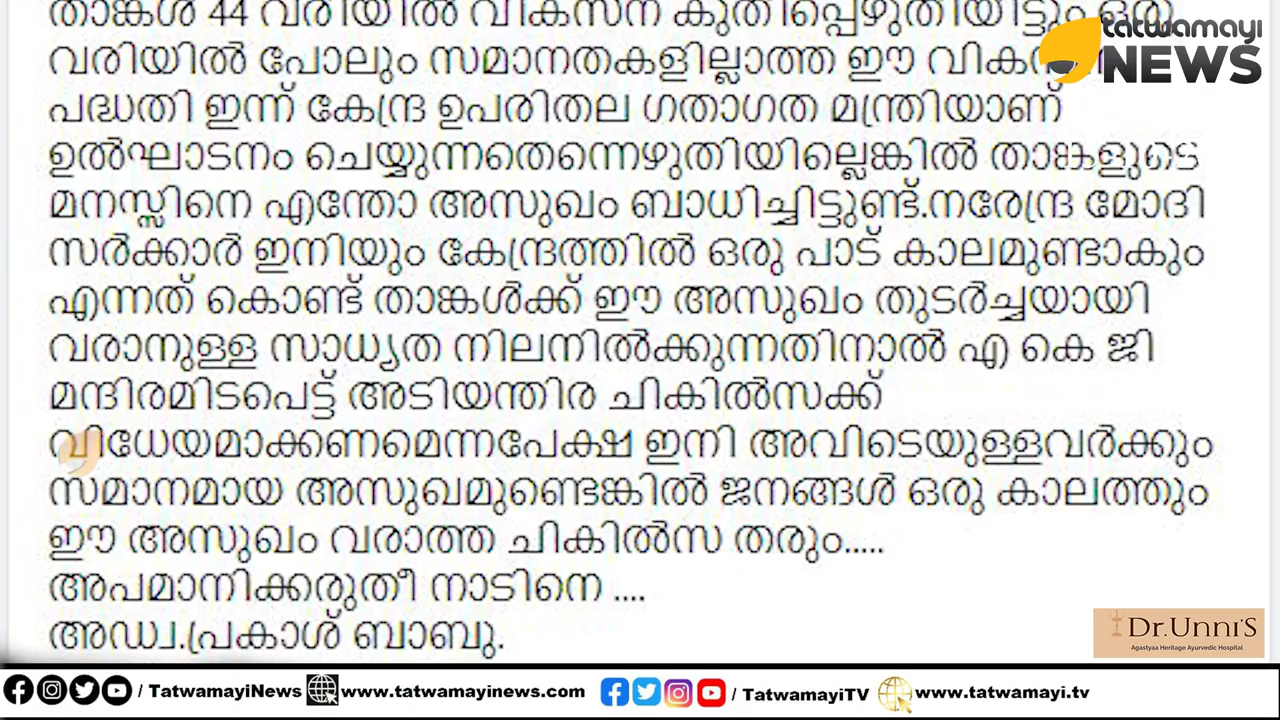 താങ്കൾ 44 വരിയിൽ വികസന കുതിപ്പെഴുതിയിട്ടും ഒരു
വരിയിൽ പോലും സമാനതകളില്ലാത്ത ഈ
പദ്ധതി ഇന്ന് കേന്ദ്ര ഉപരിതല ഗതാഗത മന്ത്രിയാണ്
ഉൽഘാടനം ചെയ്യുന്നതെന്നെഴുതിയില്ലെങ്കിൽ താങ്കളുടെ
മനസ്സിനെ എന്തോ അസുഖം ബാധിച്ചിട്ടുണ്ട്.നരേന്ദ്ര മോദി
സർക്കാർ ഇനിയും കേന്ദ്രത്തിൽ ഒരു പാട് കാലമുണ്ടാകും
എന്നത് കൊണ്ട് താങ്കൾക്ക് ഈ അസുഖം തുടർച്ചയായി
വരാനുള്ള സാധ്യത നിലനിൽക്കുന്നതിനാൽ എ കെ ജി
മന്ദിരമിടപെട്ട് അടിയന്തിര ചികിൽസക്ക്
വിധേയമാക്കണമെന്നപേക്ഷ ഇനി അവിടെയുള്ളവർക്കും
സമാനമായ അസുഖമുണ്ടെങ്കിൽ ജനങ്ങൾ ഒരു കാലത്തും
ഈ അസുഖം വരാത്ത ചികിൽസ തരും.....
അപമാനിക്കരുതീ നാടിനെ ....
അഡ്വ.പ്രകാശ് ബാബു.
tatwamayi
NEWS
Dr.Unni'S
Agastyaa Heritage Ayurvedic Hospital
/ TatwamayiNews www.tatwamayinews.com / TatwamayiTV www.tatwamayi.tv